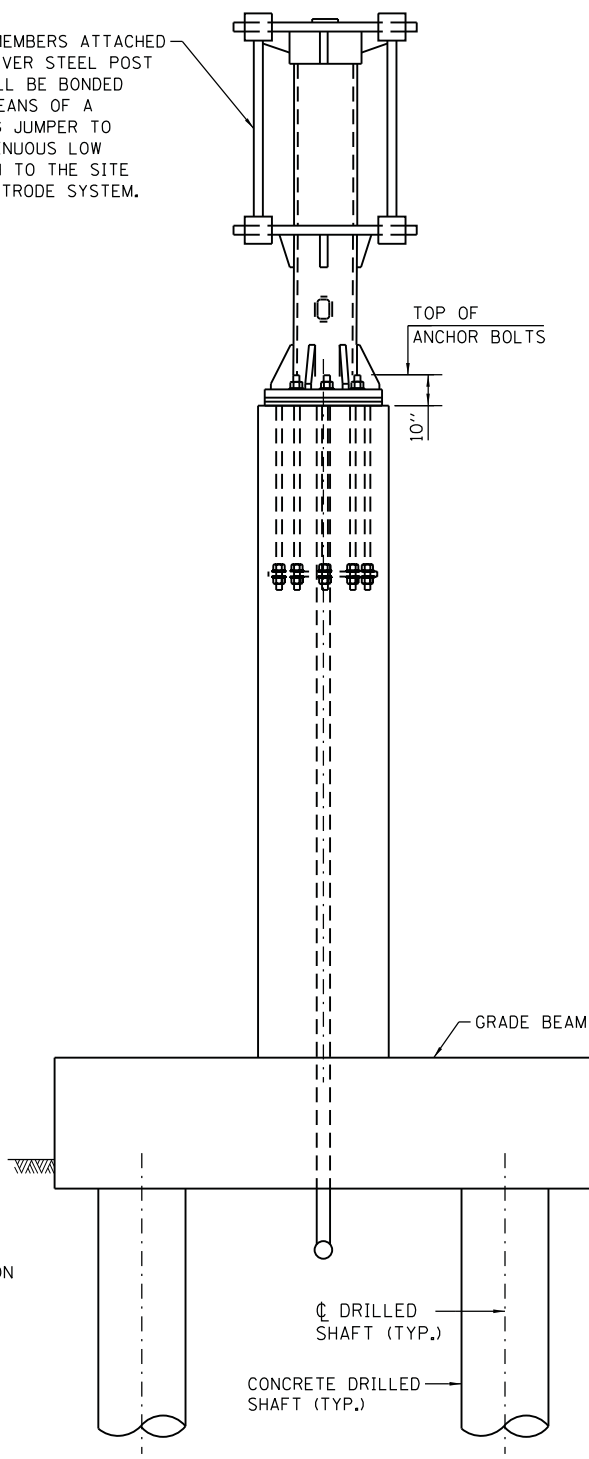 MEMBERS ATTACHED
VER STEEL POST
LL BE BONDED
EANS OF A
S JUMPER TO
ENUOUS LOW
H TO THE SITE
TRODE SYSTEM.
TOP OF
ANCHOR BOLTS
10"
GRADE BEAM
ON
℄ DRILLED
SHAFT (TYP.)
CONCRETE DRILLED
SHAFT (TYP.)